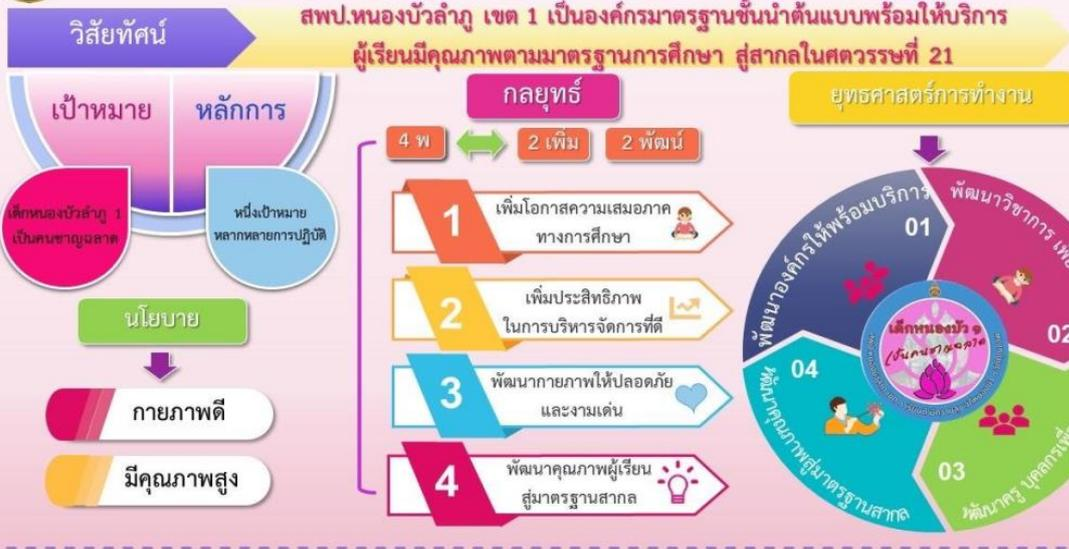 วิสัยทัศน์
สพป.หนองบัวลำภู เขต 1 เป็นองค์กรมาตรฐานชั้นนำต้นแบบพร้อมให้บริการ
ผู้เรียนมีคุณภาพตามมาตรฐานการศึกษา สู่สากลในศตวรรษที่ 21
เป้าหมาย
หลักการ
เด็กหนองบัวลำภู 1
เป็นคนชาญฉลาด
หนึ่งเป้าหมาย
หลากหลายการปฏิบัติ
นโยบาย
กายภาพดี
มีคุณภาพสูง
กลยุทธ์
4 พ
2 เพิ่ม
2 พัฒน์
1
เพิ่มโอกาสความเสมอภาค
ทางการศึกษา
2
เพิ่มประสิทธิภาพ
ในการบริหารจัดการที่ดี
3
พัฒนากายภาพให้ปลอดภัย
และงามเด่น
4
พัฒนาคุณภาพผู้เรียน
สู่มาตรฐานสากล
ยุทธศาสตร์การทำงาน
พัฒนาองค์กรให้พร้อมบริการ
01
พัฒนาวิชาการ
02
พัฒนาครู บุคลากร
03
พัฒนาคุณภาพสู่มาตรฐานสากล
04
เด็กหนองบัว ๑
เป็นคนชาญฉลาด